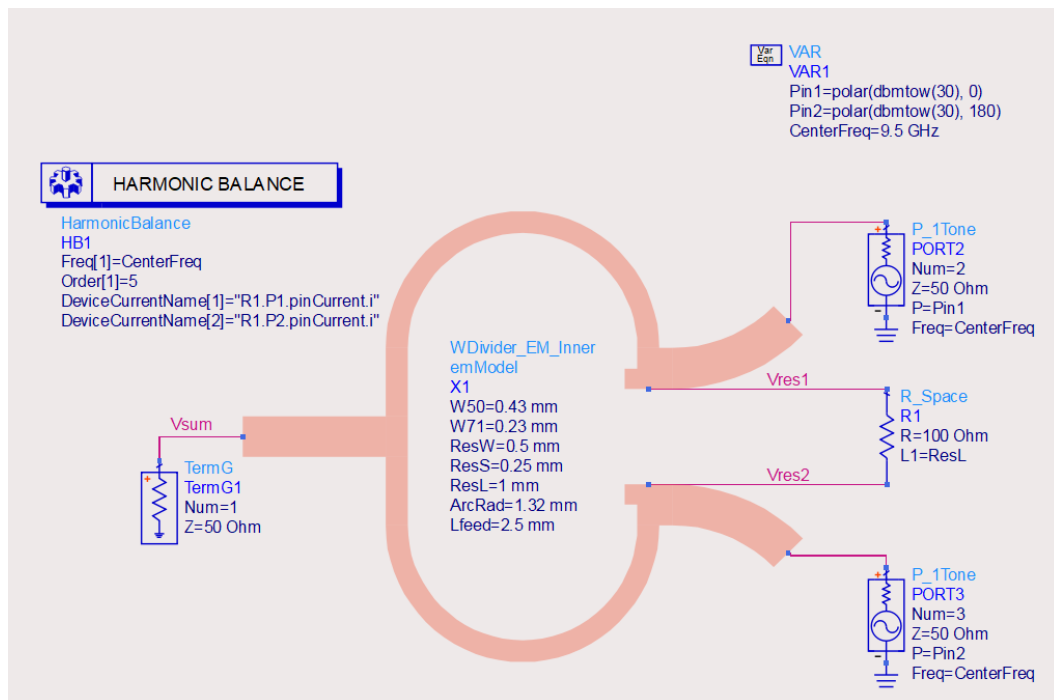 Var
Eqn
VAR
VAR1
Pin1=polar(dbmtow(30), 0)
Pin2=polar(dbmtow(30), 180)
CenterFreq=9.5 GHz
HARMONIC BALANCE
HarmonicBalance
HB1
Freq[1]=CenterFreq
Order[1]=5
DeviceCurrentName[1]="R1.P1.pinCurrent.i"
DeviceCurrentName[2]="R1.P2.pinCurrent.i"
P_1Tone
PORT2
Num=2
Z=50 Ohm
P=Pin1
Freq=CenterFreq
WDivider_EM_Inner
emModel
X1
W50=0.43 mm
W71=0.23 mm
ResW=0.5 mm
ResS=0.25 mm
ResL=1 mm
ArcRad=1.32 mm
Lfeed=2.5 mm
Vres1
R_Space
R1
R=100 Ohm
L1=ResL
Vres2
Vsum
TermG
TermG1
Num=1
Z=50 Ohm
P_1Tone
PORT3
Num=3
Z=50 Ohm
P=Pin2
Freq=CenterFreq